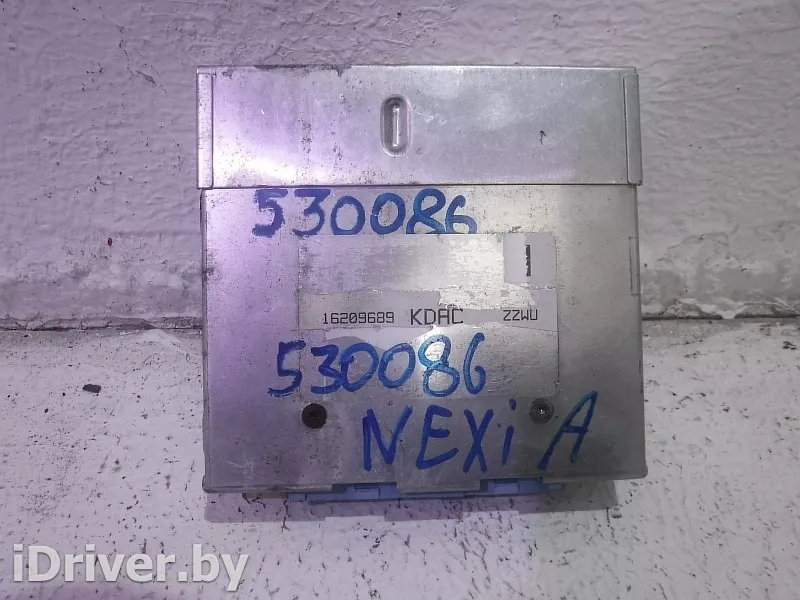 530086
16209689 KDAC ZZWU
530086
NEXiA
iDriver.by